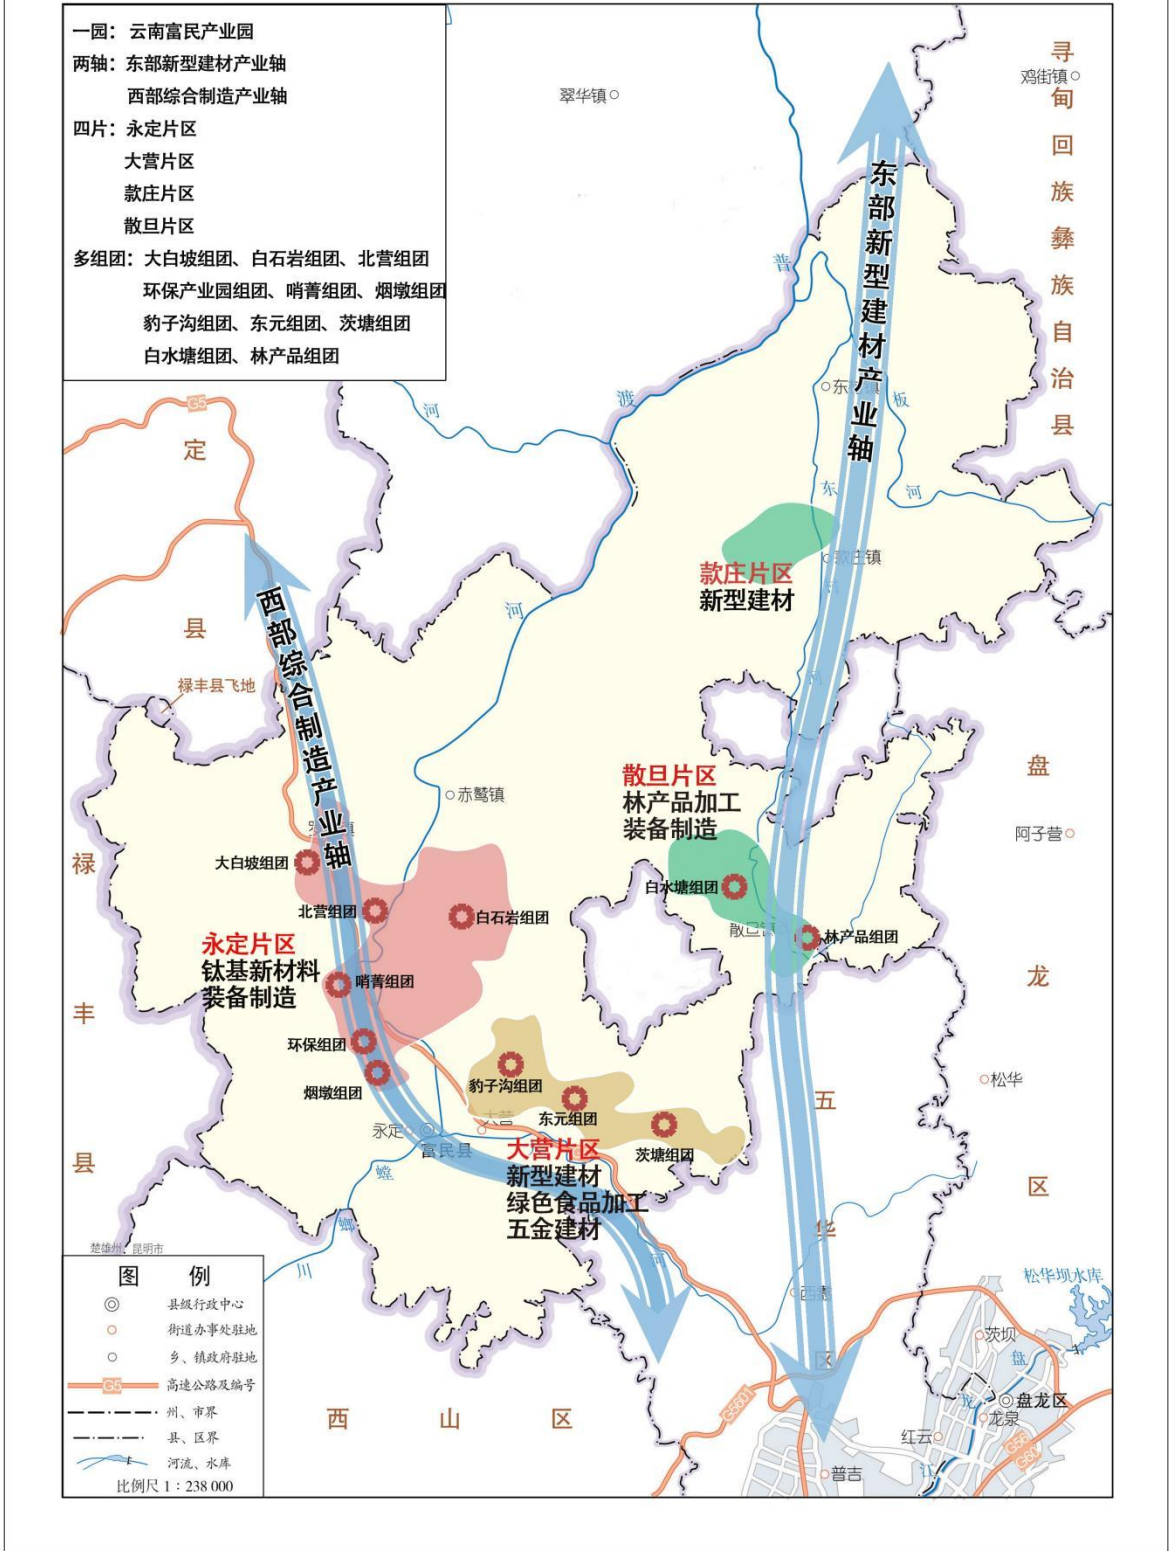 一园：云南富民产业园
两轴：东部新型建材产业轴
西部综合制造产业轴
四片：永定片区
大营片区
款庄片区
散旦片区
多组团：大白坡组团、白石岩组团、北营组团
环保产业园组团、哨菁组团、烟墩组团
豹子沟组团、东元组团、茨塘组团
白水塘组团、林产品组团
翠华镇
鸡街镇
寻甸回族彝族自治县
东部新型建材产业轴
普
渡
河
河
板
河
东
G5
定
县
禄丰县飞地
西部综合制造产业轴
款庄镇
款庄片区
新型建材
赤鹫镇
散旦片区
林产品加工
装备制造
盘
龙
区
阿子营
禄
丰
县
大白坡组团
北营组团
白石岩组团
白水塘组团
散旦镇
林产品组团
永定片区
钛基新材料
装备制造
哨菁组团
环保组团
烟墩组团
豹子沟组团
东元组团
茨塘组团
松华
五
华
区
永定
富民县
大营
大营片区
新型建材
绿色食品加工
五金建材
螳
螂
川
河
楚雄州
昆明市
松华坝水库
茨坝
盘
龙
江
盘龙区
龙泉
红云
普吉
G5601
G56
G60
西
山
区
图 例
县级行政中心
街道办事处驻地
乡、镇政府驻地
G5
高速公路及编号
州、市界
县、区界
河流、水库
比例尺 1：238 000